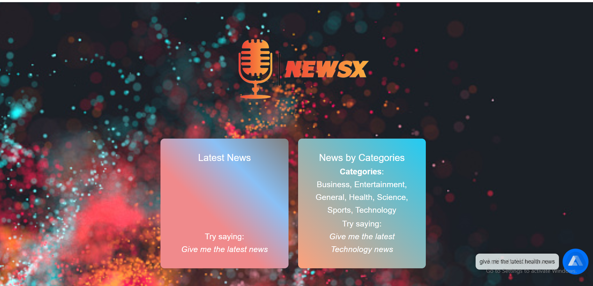 NEWSX
Latest News
Try saying:
Give me the latest news
News by Categories
Categories:
Business, Entertainment,
General, Health, Science,
Sports, Technology
Try saying:
Give me the latest
Technology news
give me the latest health news
Go to Settings to activate Windows.